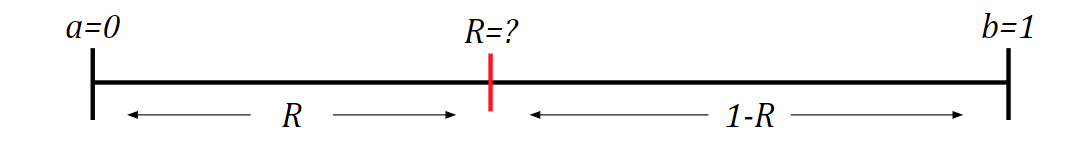 a=0 R=? b=1
R 1-R